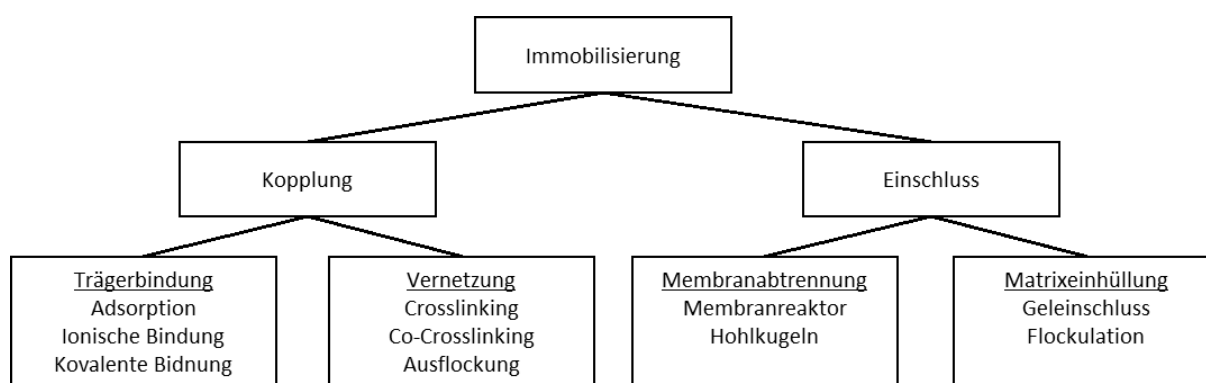 Immobilisierung
Kopplung
Einschluss
Trägerbindung
Adsorption
Ionische Bindung
Kovalente Bidnung
Vernetzung
Crosslinking
Co-Crosslinking
Ausflockung
Membranabtrennung
Membranreaktor
Hohlkugeln
Matrixeinhüllung
Geleinschluss
Flockulation